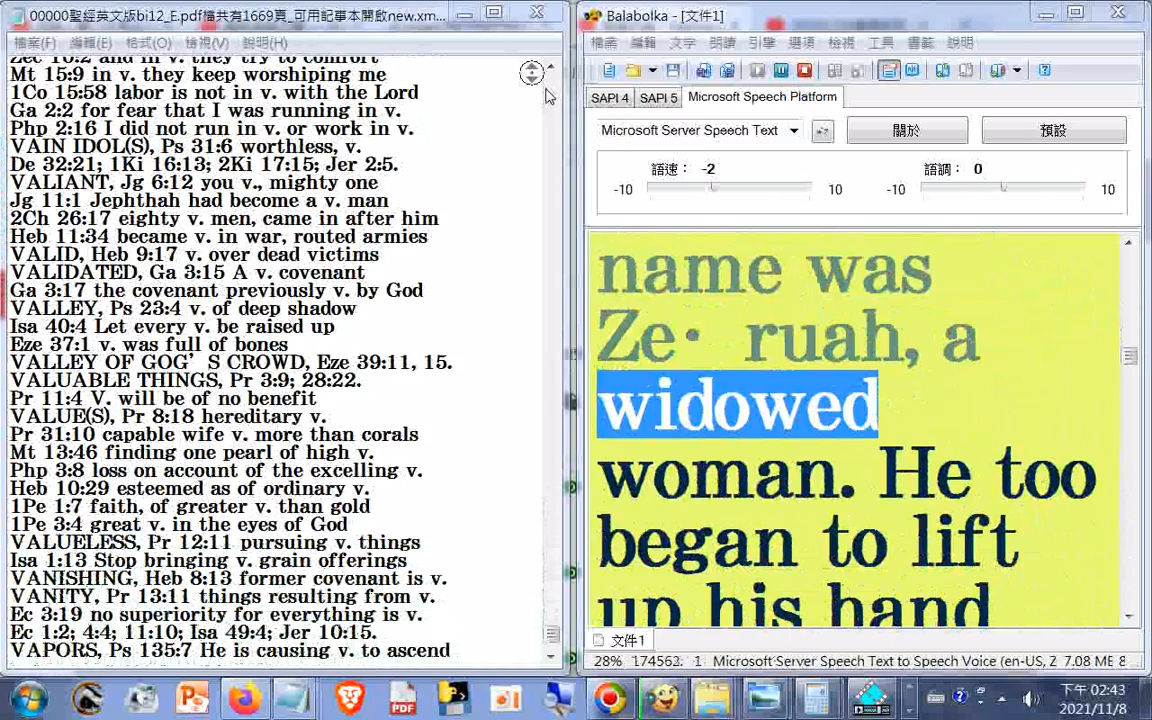 00000聖經英文版bi12_E.pdf檔共有1669頁_可用記事本開啟new.xm...
檔案(F) 編輯(E) 格式(O) 檢視(V) 說明(H)
Zec 10:2 and in v. they try to comfort
Mt 15:9 in v. they keep worshiping me
1Co 15:58 labor is not in v. with the Lord
Ga 2:2 for fear that I was running in v.
Php 2:16 I did not run in v. or work in v.
VAIN IDOL(S), Ps 31:6 worthless, v.
De 32:21; 1Ki 16:13; 2Ki 17:15; Jer 2:5.
VALIANT, Jg 6:12 you v., mighty one
Jg 11:1 Jephthah had become a v. man
2Ch 26:17 eighty v. men, came in after him
Heb 11:34 became v. in war, routed armies
VALID, Heb 9:17 v. over dead victims
VALIDATED, Ga 3:15 A v. covenant
Ga 3:17 the covenant previously v. by God
VALLEY, Ps 23:4 v. of deep shadow
Isa 40:4 Let every v. be raised up
Eze 37:1 v. was full of bones
VALLEY OF GOG'S CROWD, Eze 39:11, 15.
VALUABLE THINGS, Pr 3:9; 28:22.
Pr 11:4 V. will be of no benefit
VALUE(S), Pr 8:18 hereditary v.
Pr 31:10 capable wife v. more than corals
Mt 13:46 finding one pearl of high v.
Php 3:8 loss on account of the excelling v.
Heb 10:29 esteemed as of ordinary v.
1Pe 1:7 faith, of greater v. than gold
1Pe 3:4 great v. in the eyes of God
VALUELESS, Pr 12:11 pursuing v. things
Isa 1:13 Stop bringing v. grain offerings
VANISHING, Heb 8:13 former covenant is v.
VANITY, Pr 13:11 things resulting from v.
Ec 3:19 no superiority for everything is v.
Ec 1:2; 4:4; 11:10; Isa 49:4; Jer 10:15.
VAPORS, Ps 135:7 He is causing v. to ascend
Balabolka - [文件1]
檔案 編輯 文字 朗讀 引擎 選項 檢視 工具 書籤 說明
SAPI 4 SAPI 5 Microsoft Speech Platform
Microsoft Server Speech Text 關於 預設
語速： -2 語調： 0
-10 10 -10 10
name was
Ze· ruah, a
widowed
woman. He too
began to lift
up his hand
文件1
28% 174562. 1 Microsoft Server Speech Text to Speech Voice (en-US, Z 7.08 MB 8
PDF
下午 02:43
2021/11/8